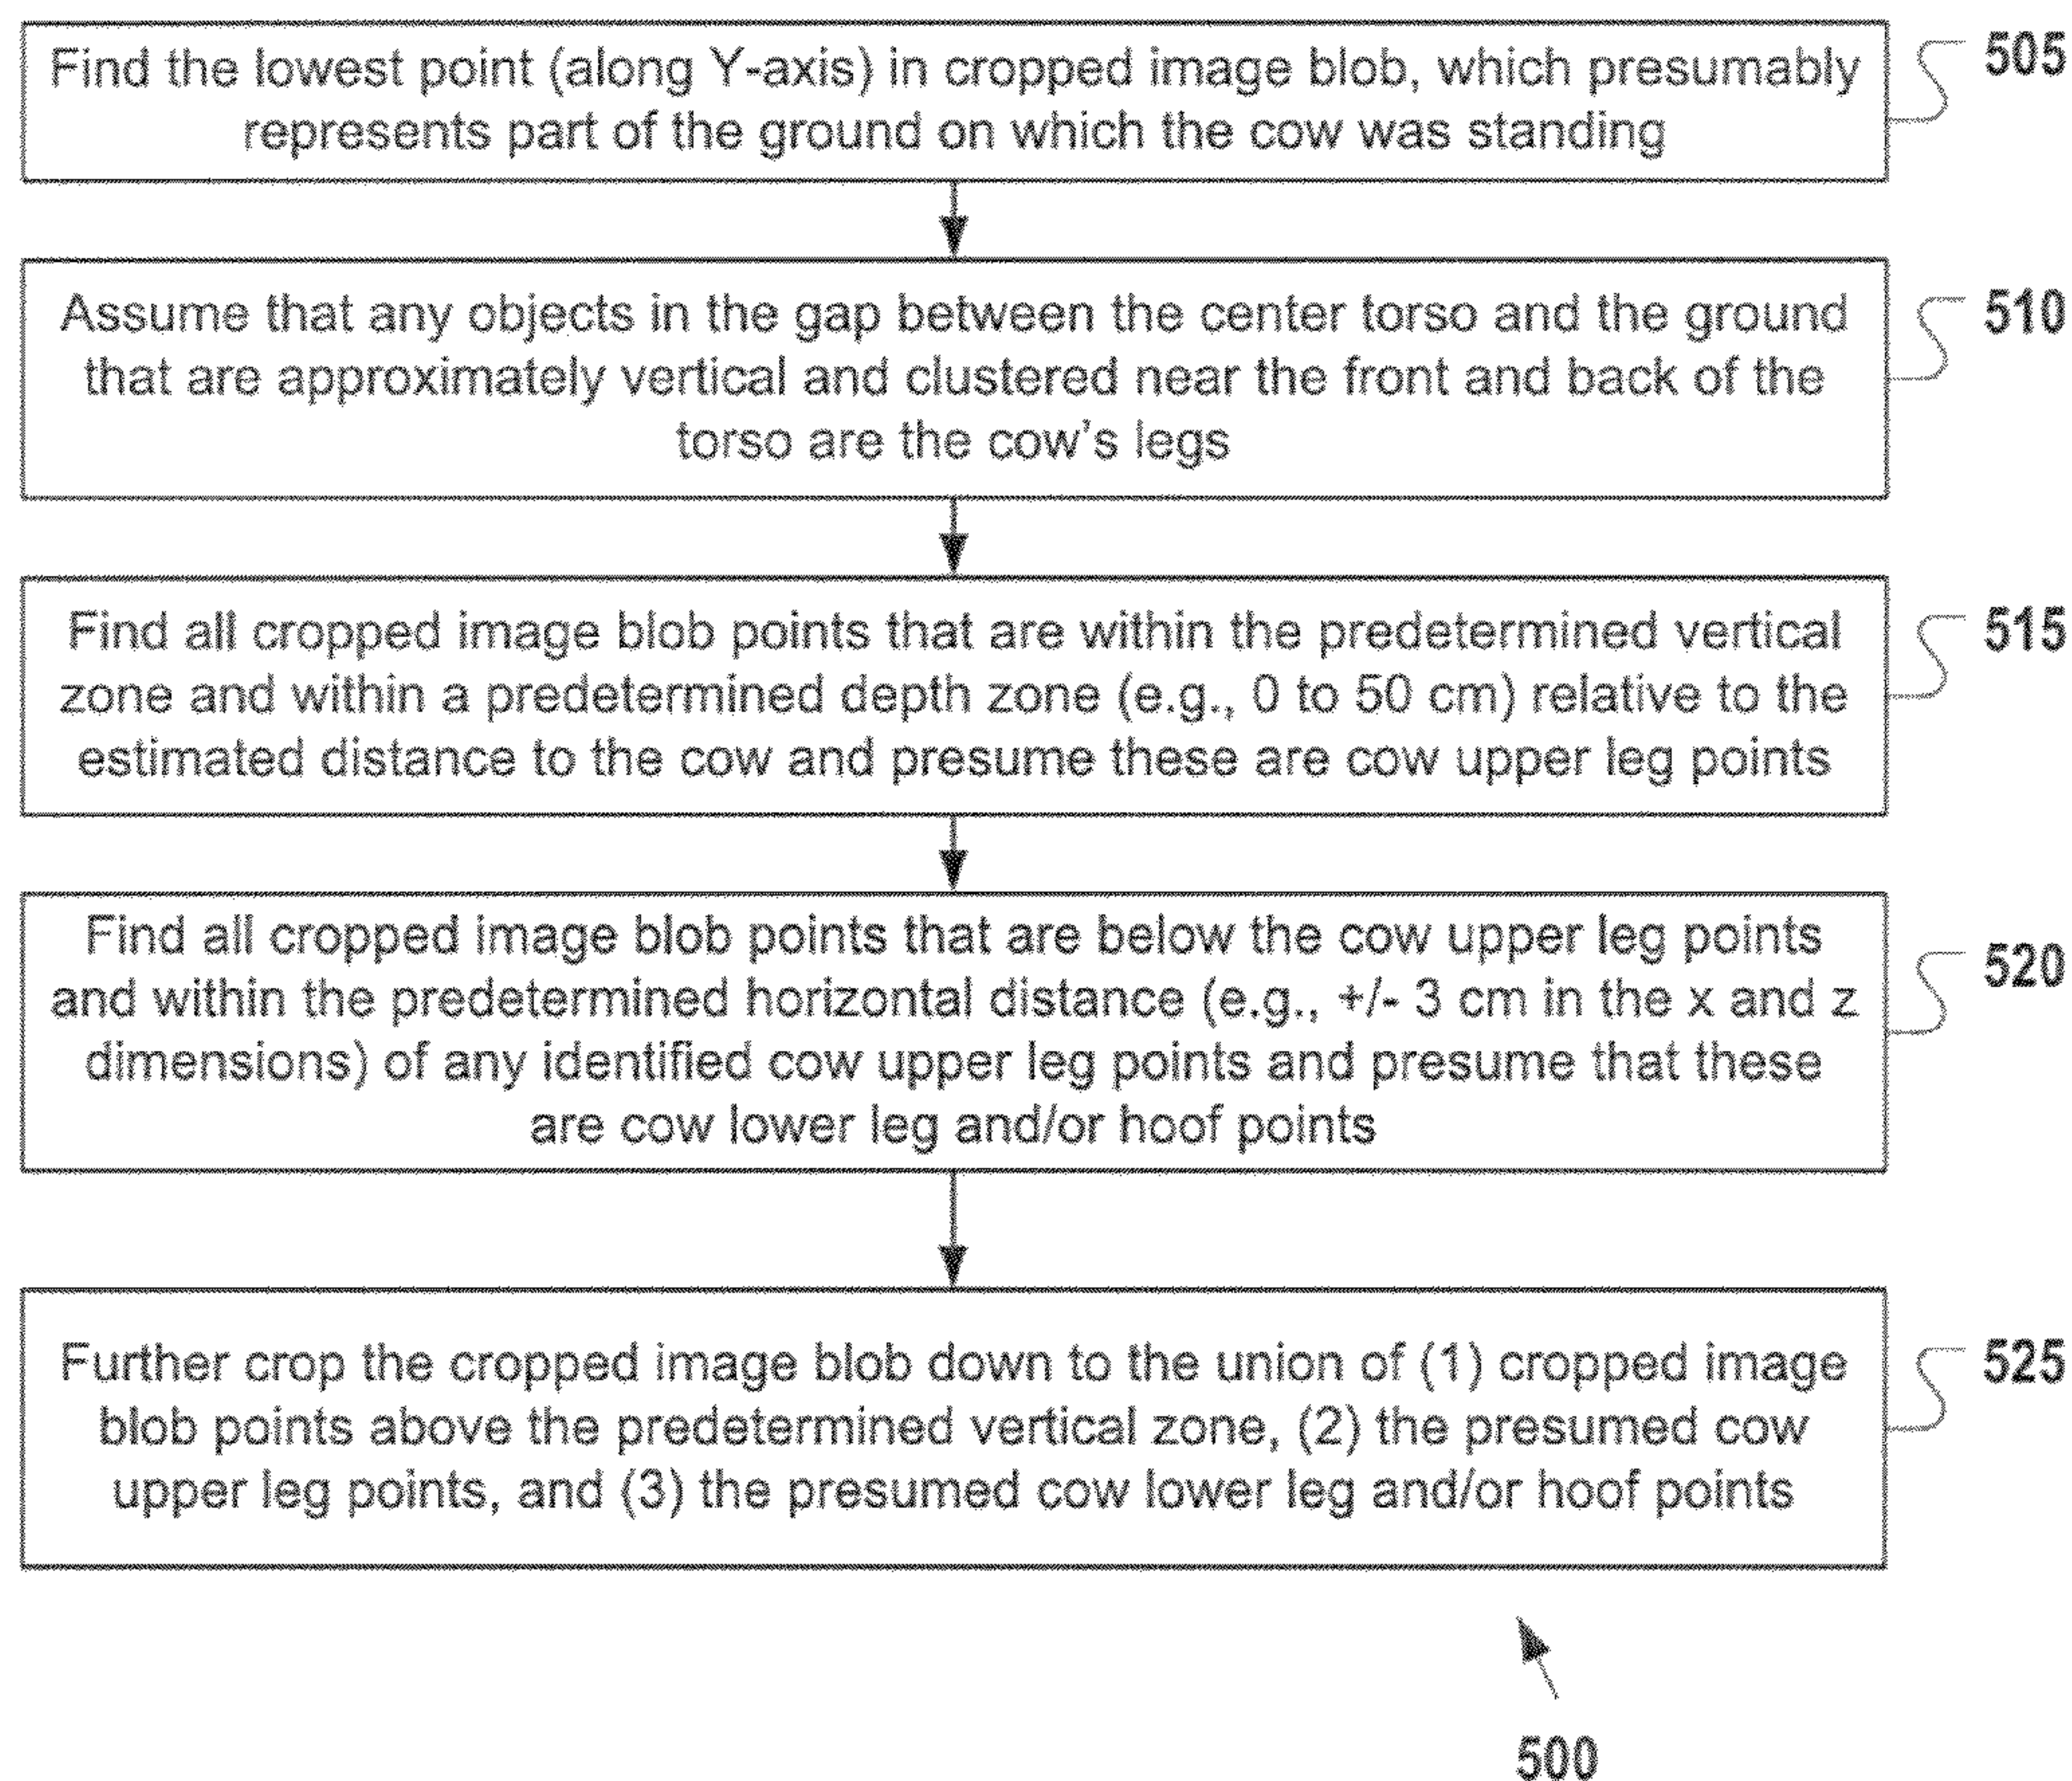 Find the lowest point (along Y-axis) in cropped image blob, which presumably
represents part of the ground on which the cow was standing
505
Assume that any objects in the gap between the center torso and the ground
that are approximately vertical and clustered near the front and back of the
torso are the cow's legs
510
Find all cropped image blob points that are within the predetermined vertical
zone and within a predetermined depth zone (e.g., 0 to 50 cm) relative to the
estimated distance to the cow and presume these are cow upper leg points
515
Find all cropped image blob points that are below the cow upper leg points
and within the predetermined horizontal distance (e.g., +/- 3 cm in the x and z
dimensions) of any identified cow upper leg points and presume that these
are cow lower leg and/or hoof points
520
Further crop the cropped image blob down to the union of (1) cropped image
blob points above the predetermined vertical zone, (2) the presumed cow
upper leg points, and (3) the presumed cow lower leg and/or hoof points
525
500